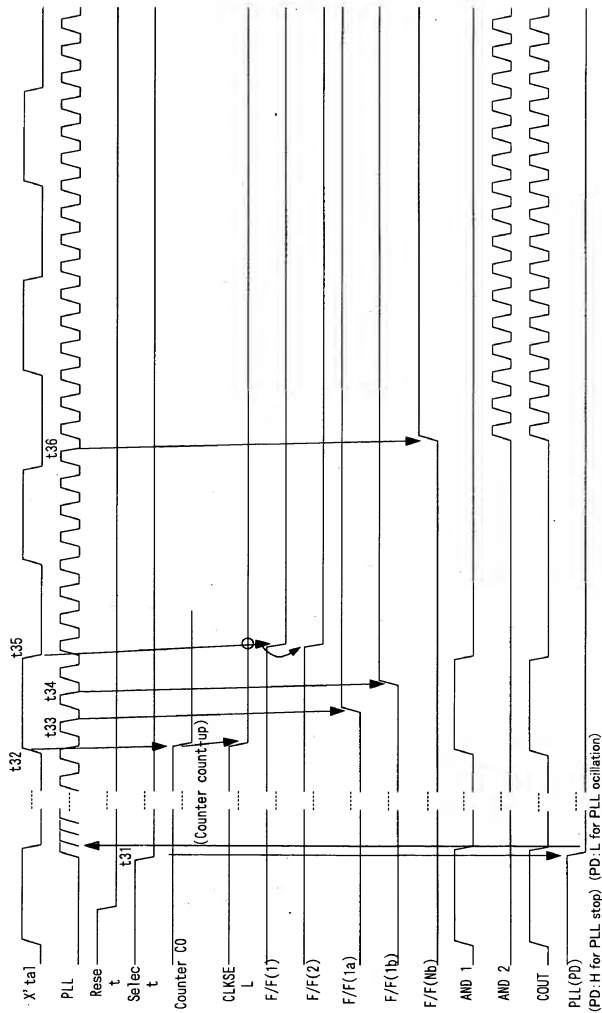 X'tal
PLL
Rese
t
Selec
t
Counter CO
CLKSE
L
F/F(1)
F/F(2)
F/F(1a)
F/F(1b)
F/F(Nb)
AND 1
AND 2
COUT
PLL(PD)
(PD:H for PLL stop) (PD:L for PLL ocillation)
t31
(Counter count-up)
t32
t33
t34
t35
t36